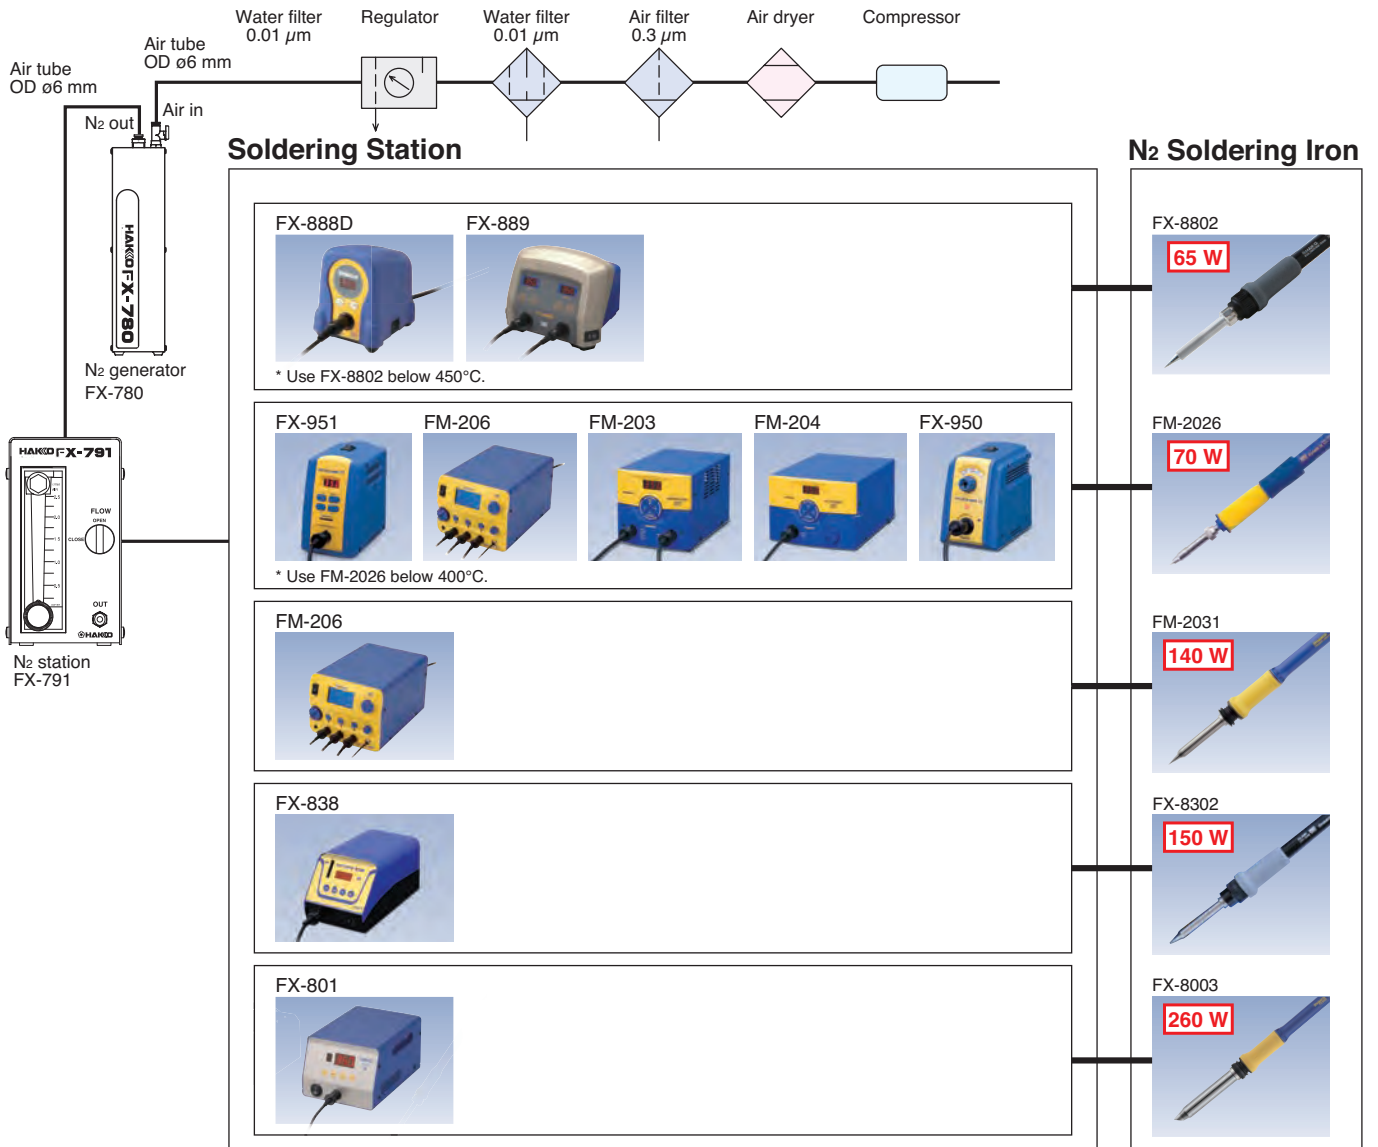 Water filter
0.01 µm
Regulator
Water filter
0.01 µm
Air filter
0.3 µm
Air dryer
Compressor
Air tube
OD ø6 mm
Air tube
OD ø6 mm
N2 out
Air in
HAKKO FX-780
N2 generator
FX-780
HAKKO FX-791
FLOW
OPEN
CLOSE
OUT
HAKKO
N2 station
FX-791
Soldering Station
FX-888D
FX-889
* Use FX-8802 below 450°C.
FX-951
FM-206
FM-203
FM-204
FX-950
* Use FM-2026 below 400°C.
FM-206
FX-838
FX-801
N2 Soldering Iron
FX-8802
65 W
FM-2026
70 W
FM-2031
140 W
FX-8302
150 W
FX-8003
260 W